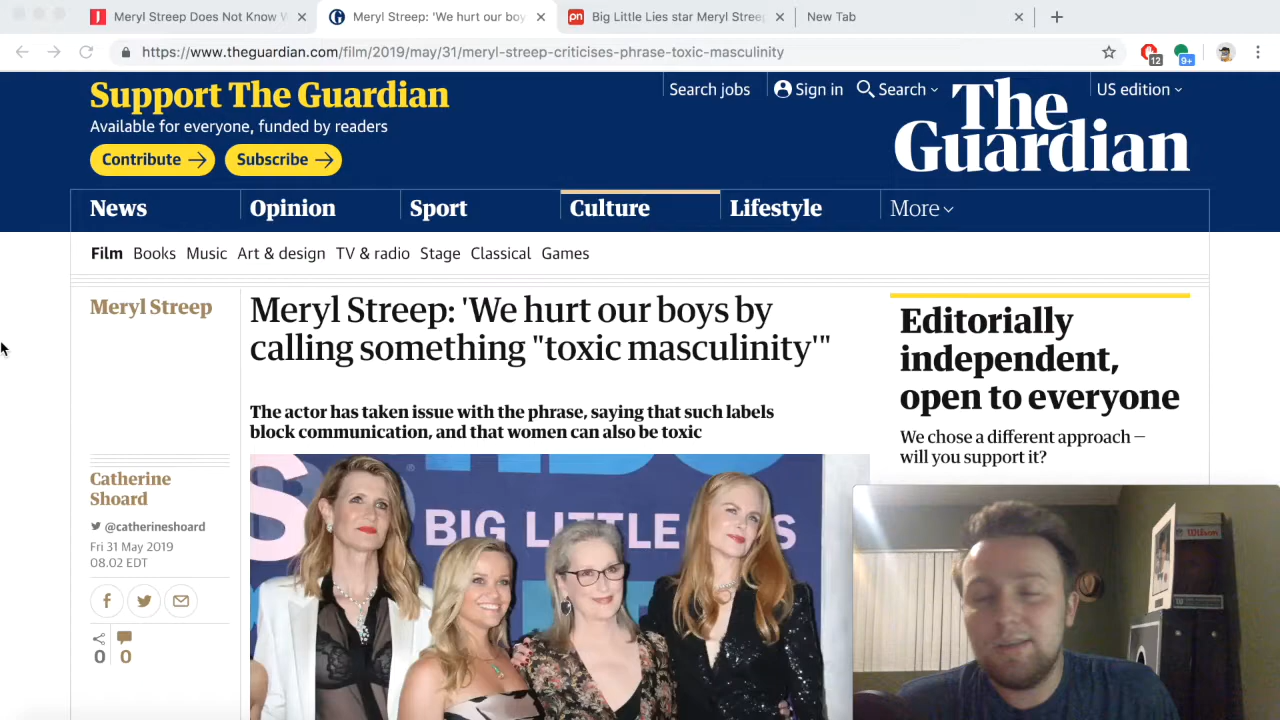 Meryl Streep Does Not Know
Meryl Streep: 'We hurt our boy
Big Little Lies star Meryl Stree
New Tab
https://www.theguardian.com/film/2019/may/31/meryl-streep-criticises-phrase-toxic-masculinity
12
9+
Support The Guardian
Available for everyone, funded by readers
Contribute
Subscribe
Search jobs
Sign in
Search
US edition
The
Guardian
News
Opinion
Sport
Culture
Lifestyle
More
Film
Books
Music
Art & design
TV & radio
Stage
Classical
Games
Meryl Streep
Meryl Streep: 'We hurt our boys by
calling something "toxic masculinity'"
The actor has taken issue with the phrase, saying that such labels
block communication, and that women can also be toxic
Catherine
Shoard
@catherineshoard
Fri 31 May 2019
08.02 EDT
0
0
HBO
BIG LITTLE LIES
Editorially
independent,
open to everyone
We chose a different approach —
will you support it?
Wilson